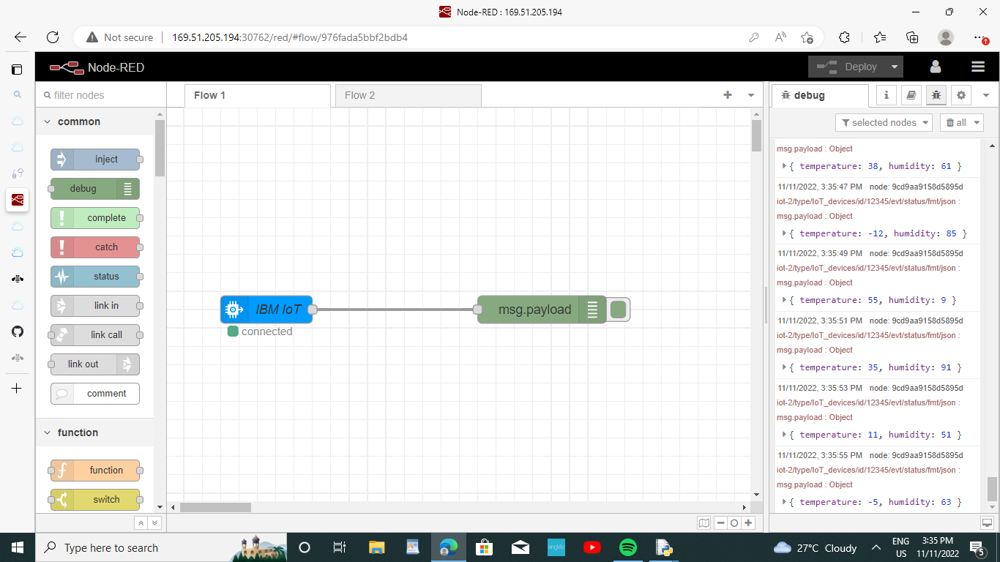 Node-RED : 169.51.205.194
Not secure
169.51.205.194:30762/red/#flow/976fada5bbf2bdb4
Node-RED
Deploy
filter nodes
Flow 1
Flow 2
debug
i
common
selected nodes
all
inject
debug
complete
catch
status
link in
link call
link out
comment
function
function
switch
IBM IoT
connected
msg.payload
msg.payload : Object
{ temperature: 38, humidity: 61 }
11/11/2022, 3:35:47 PM node: 9cd9aa9158d5895d
iot-2/type/IoT_devices/id/12345/evt/status/fmt/json :
msg.payload : Object
{ temperature: -12, humidity: 85 }
11/11/2022, 3:35:49 PM node: 9cd9aa9158d5895d
iot-2/type/IoT_devices/id/12345/evt/status/fmt/json :
msg.payload : Object
{ temperature: 55, humidity: 9 }
11/11/2022, 3:35:51 PM node: 9cd9aa9158d5895d
iot-2/type/IoT_devices/id/12345/evt/status/fmt/json :
msg.payload : Object
{ temperature: 35, humidity: 91 }
11/11/2022, 3:35:53 PM node: 9cd9aa9158d5895d
iot-2/type/IoT_devices/id/12345/evt/status/fmt/json :
msg.payload : Object
{ temperature: 11, humidity: 51 }
11/11/2022, 3:35:55 PM node: 9cd9aa9158d5895d
iot-2/type/IoT_devices/id/12345/evt/status/fmt/json :
msg.payload : Object
{ temperature: -5, humidity: 63 }
Type here to search
27°C Cloudy
ENG
US
3:35 PM
11/11/2022
5